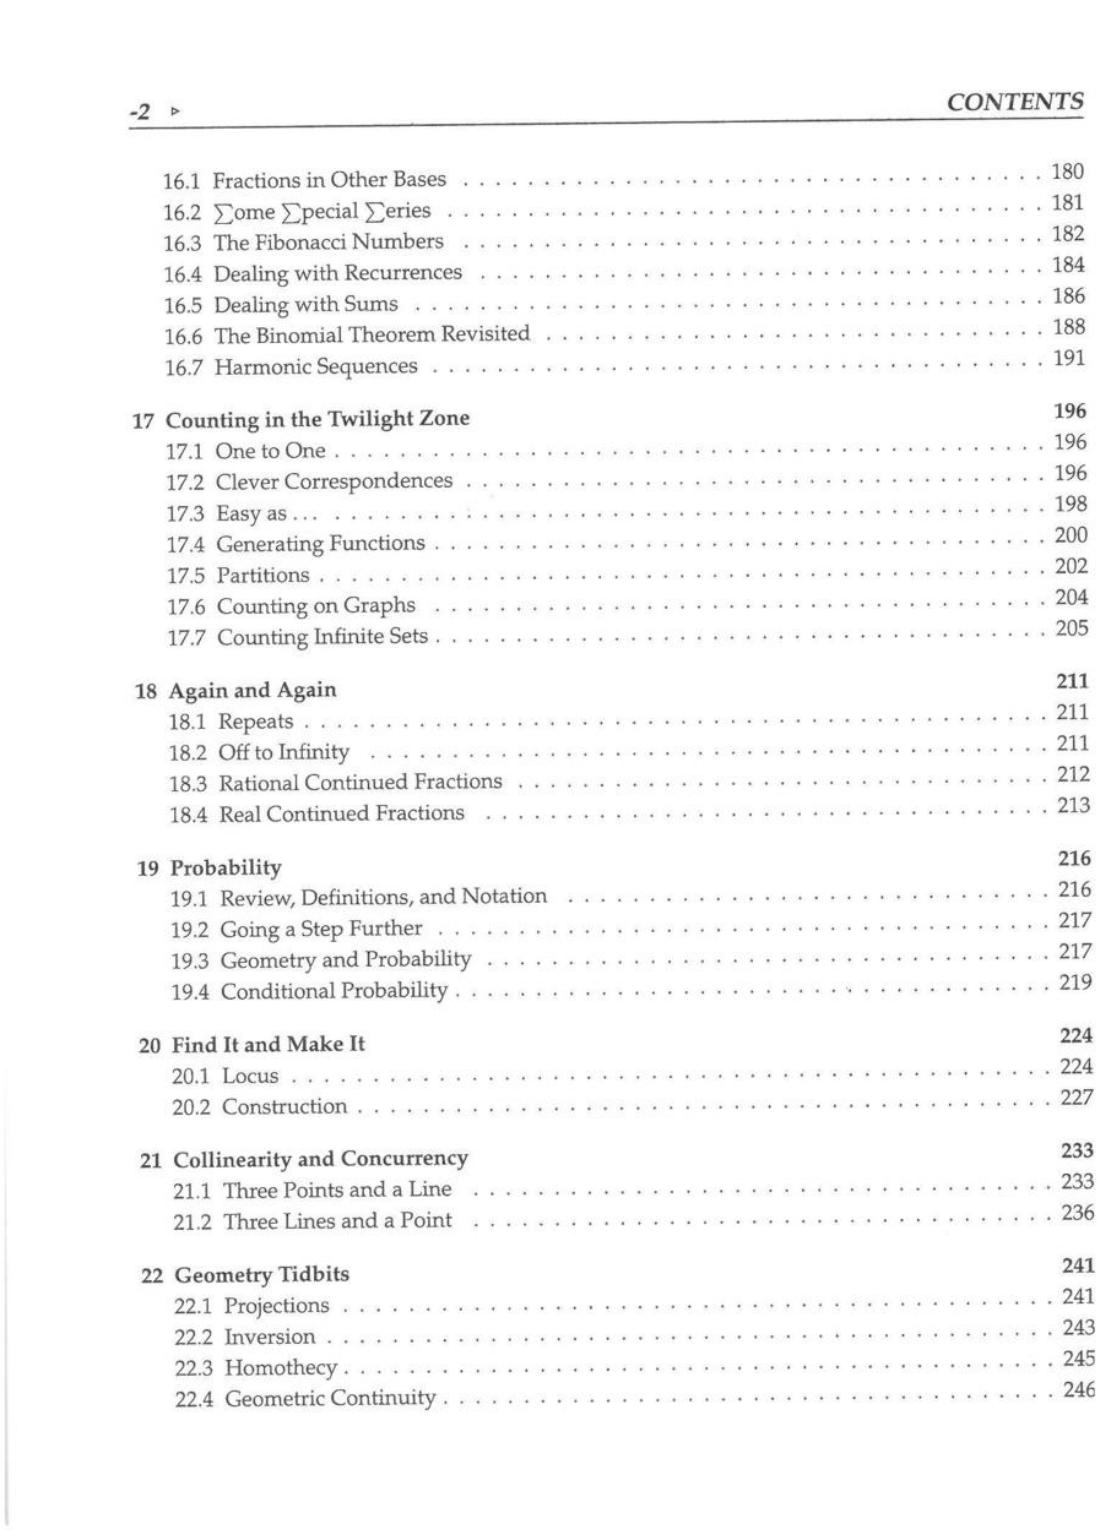 -2 ▹ CONTENTS
16.1 Fractions in Other Bases . . . . . . . . . . 180
16.2 ∑ome ∑pecial ∑eries . . . . . . . . . . 181
16.3 The Fibonacci Numbers . . . . . . . . . . 182
16.4 Dealing with Recurrences . . . . . . . . . . 184
16.5 Dealing with Sums . . . . . . . . . . 186
16.6 The Binomial Theorem Revisited . . . . . . . . . . 188
16.7 Harmonic Sequences . . . . . . . . . . 191
17 Counting in the Twilight Zone 196
17.1 One to One . . . . . . . . . . 196
17.2 Clever Correspondences . . . . . . . . . . 196
17.3 Easy as ... . . . . . . . . . . 198
17.4 Generating Functions . . . . . . . . . . 200
17.5 Partitions . . . . . . . . . . 202
17.6 Counting on Graphs . . . . . . . . . . 204
17.7 Counting Infinite Sets . . . . . . . . . . 205
18 Again and Again 211
18.1 Repeats . . . . . . . . . . 211
18.2 Off to Infinity . . . . . . . . . . 211
18.3 Rational Continued Fractions . . . . . . . . . . 212
18.4 Real Continued Fractions . . . . . . . . . . 213
19 Probability 216
19.1 Review, Definitions, and Notation . . . . . . . . . . 216
19.2 Going a Step Further . . . . . . . . . . 217
19.3 Geometry and Probability . . . . . . . . . . 217
19.4 Conditional Probability . . . . . . . . . . 219
20 Find It and Make It 224
20.1 Locus . . . . . . . . . . 224
20.2 Construction . . . . . . . . . . 227
21 Collinearity and Concurrency 233
21.1 Three Points and a Line . . . . . . . . . . 233
21.2 Three Lines and a Point . . . . . . . . . . 236
22 Geometry Tidbits 241
22.1 Projections . . . . . . . . . . 241
22.2 Inversion . . . . . . . . . . 243
22.3 Homothecy . . . . . . . . . . 245
22.4 Geometric Continuity . . . . . . . . . . 246